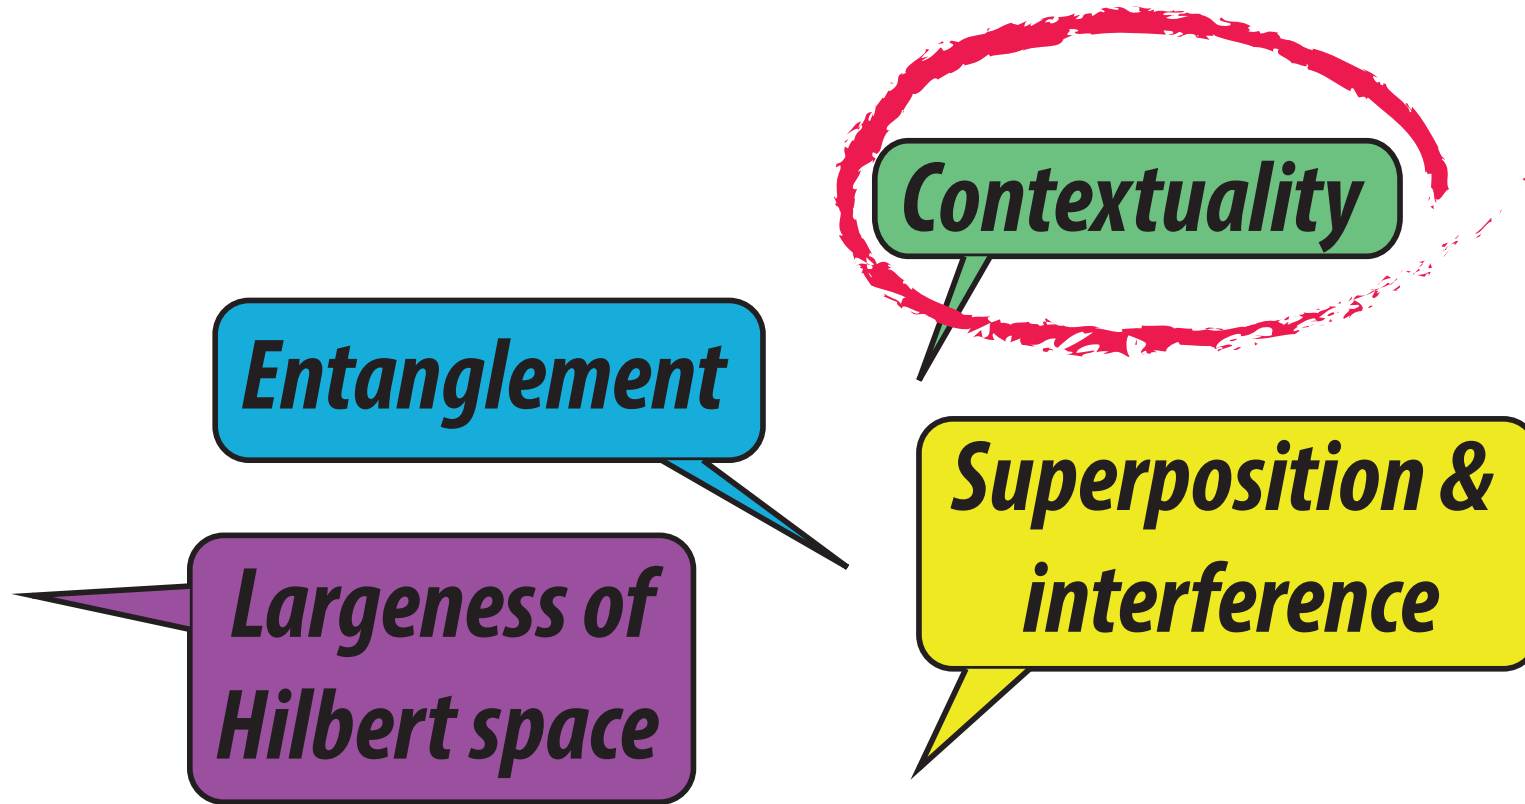 Contextuality
Entanglement
Superposition &
interference
Largeness of
Hilbert space